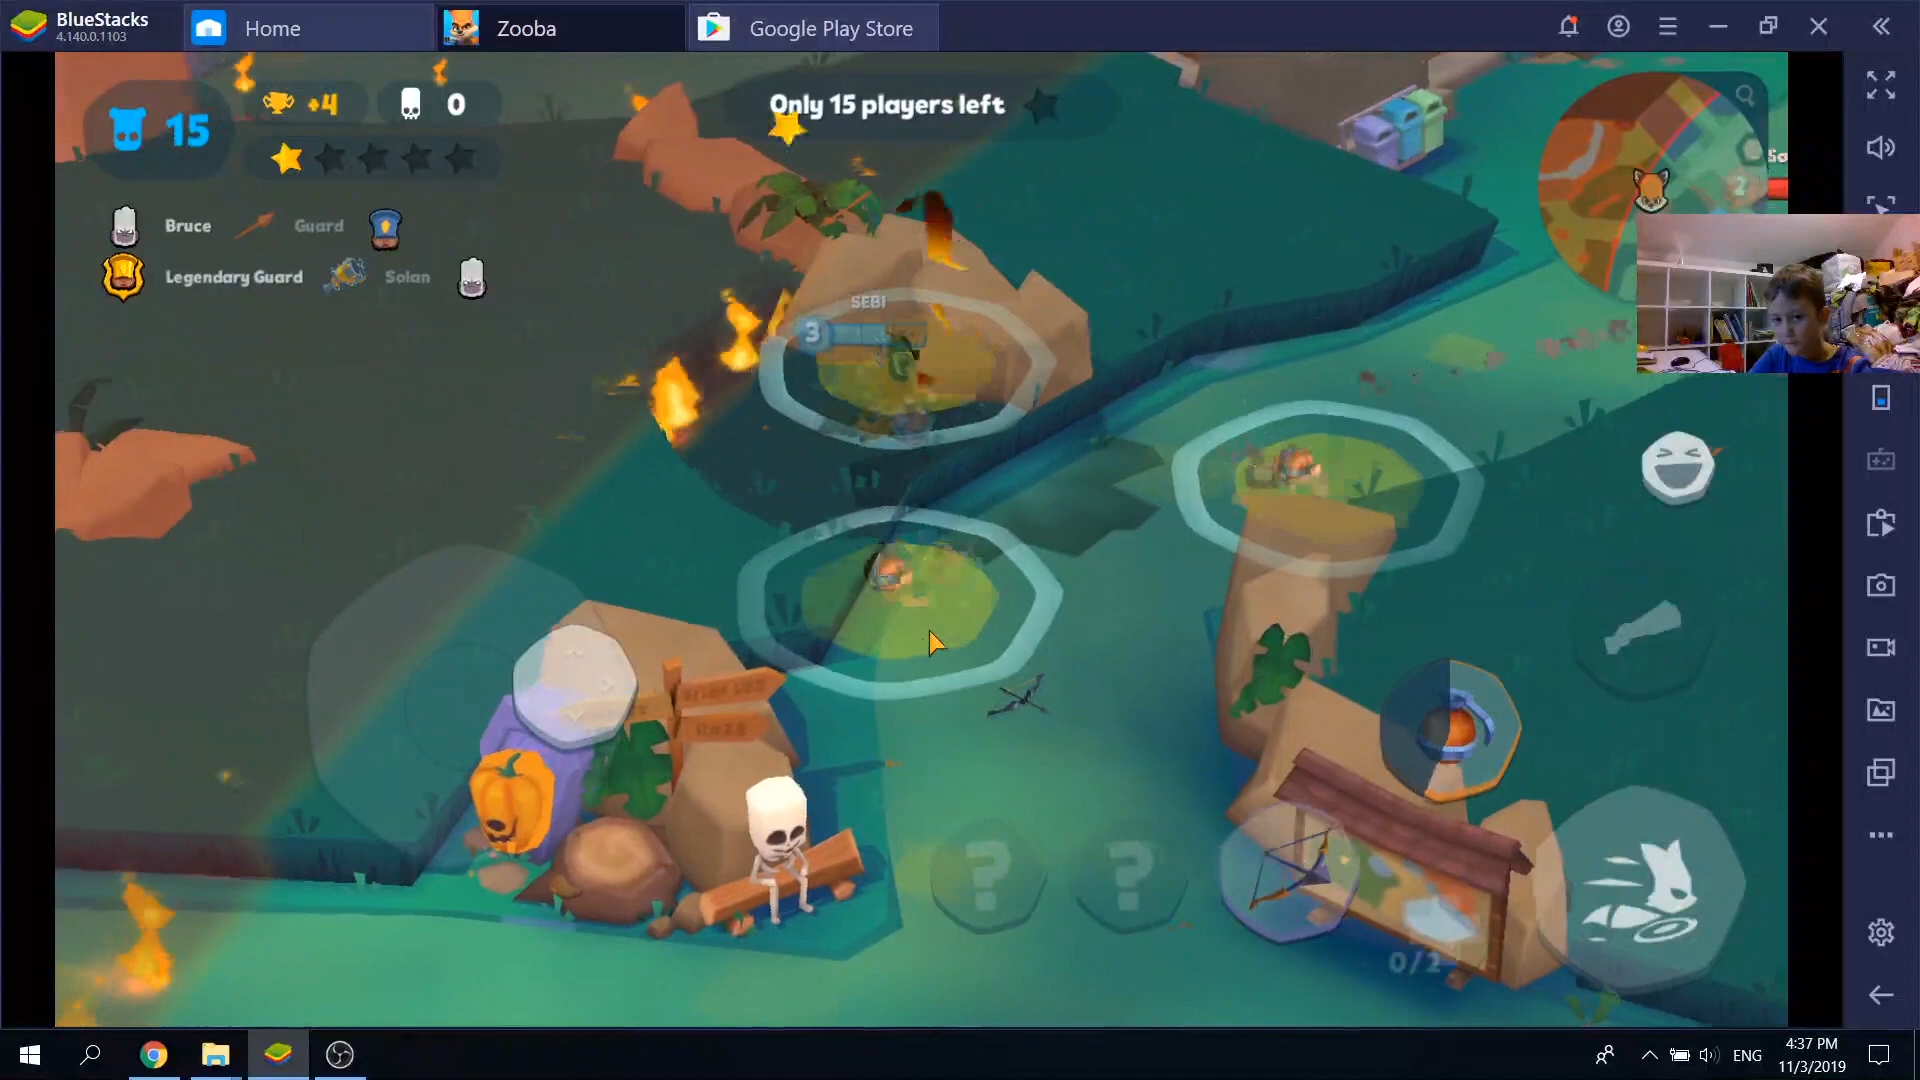 BlueStacks
4.140.0.1103
Home
Zooba
Google Play Store
15
+4
0
Only 15 players left
2
Bruce
Guard
Legendary Guard
Solan
SEBI
3
?
?
0/2
ENG
4:37 PM
11/3/2019